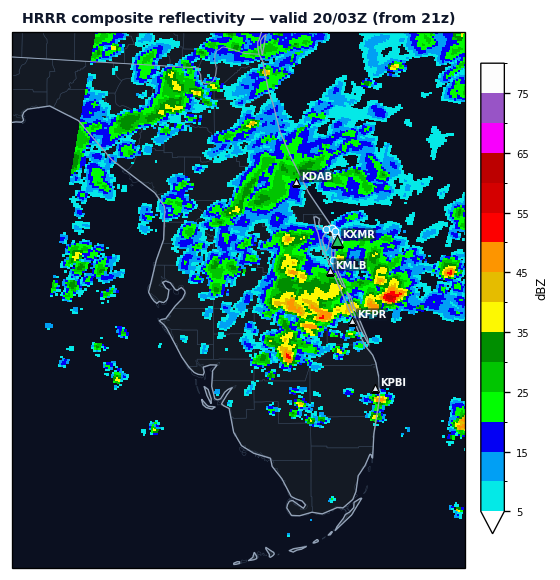 HRRR composite reflectivity — valid 20/03Z (from 21z)
KDAB
KXMR
KMLB
KFPR
KPBI
75
65
55
45
35
25
15
5
dBZ